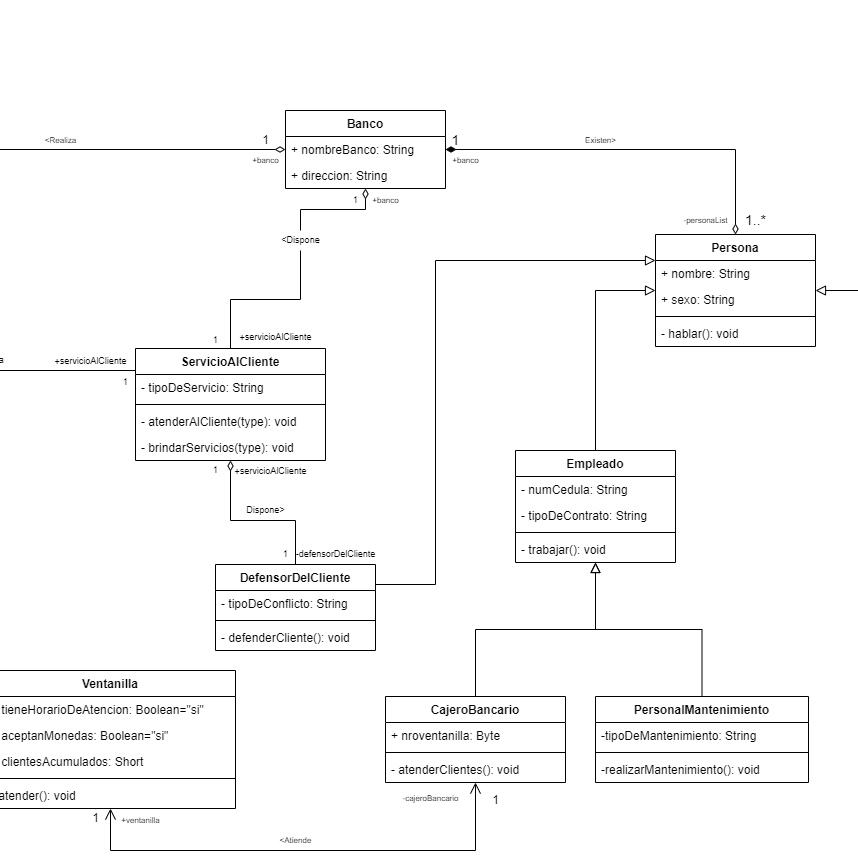 Banco
+ nombreBanco: String
+ direccion: String
<Realiza
1
+banco
1
+banco
Existen>
-personaList
1..*
1
+banco
<Dispone
Persona
+ nombre: String
+ sexo: String
- hablar(): void
1
+servicioAlCliente
a
+servicioAlCliente
1
ServicioAlCliente
- tipoDeServicio: String
- atenderAlCliente(type): void
- brindarServicios(type): void
1
+servicioAlCliente
Dispone>
1
-defensorDelCliente
DefensorDelCliente
- tipoDeConflicto: String
- defenderCliente(): void
Empleado
- numCedula: String
- tipoDeContrato: String
- trabajar(): void
Ventanilla
tieneHorarioDeAtencion: Boolean="si"
aceptanMonedas: Boolean="si"
clientesAcumulados: Short
atender(): void
CajeroBancario
+ nroventanilla: Byte
- atenderClientes(): void
PersonalMantenimiento
-tipoDeMantenimiento: String
-realizarMantenimiento(): void
1
+ventanilla
<Atiende
-cajeroBancario
1